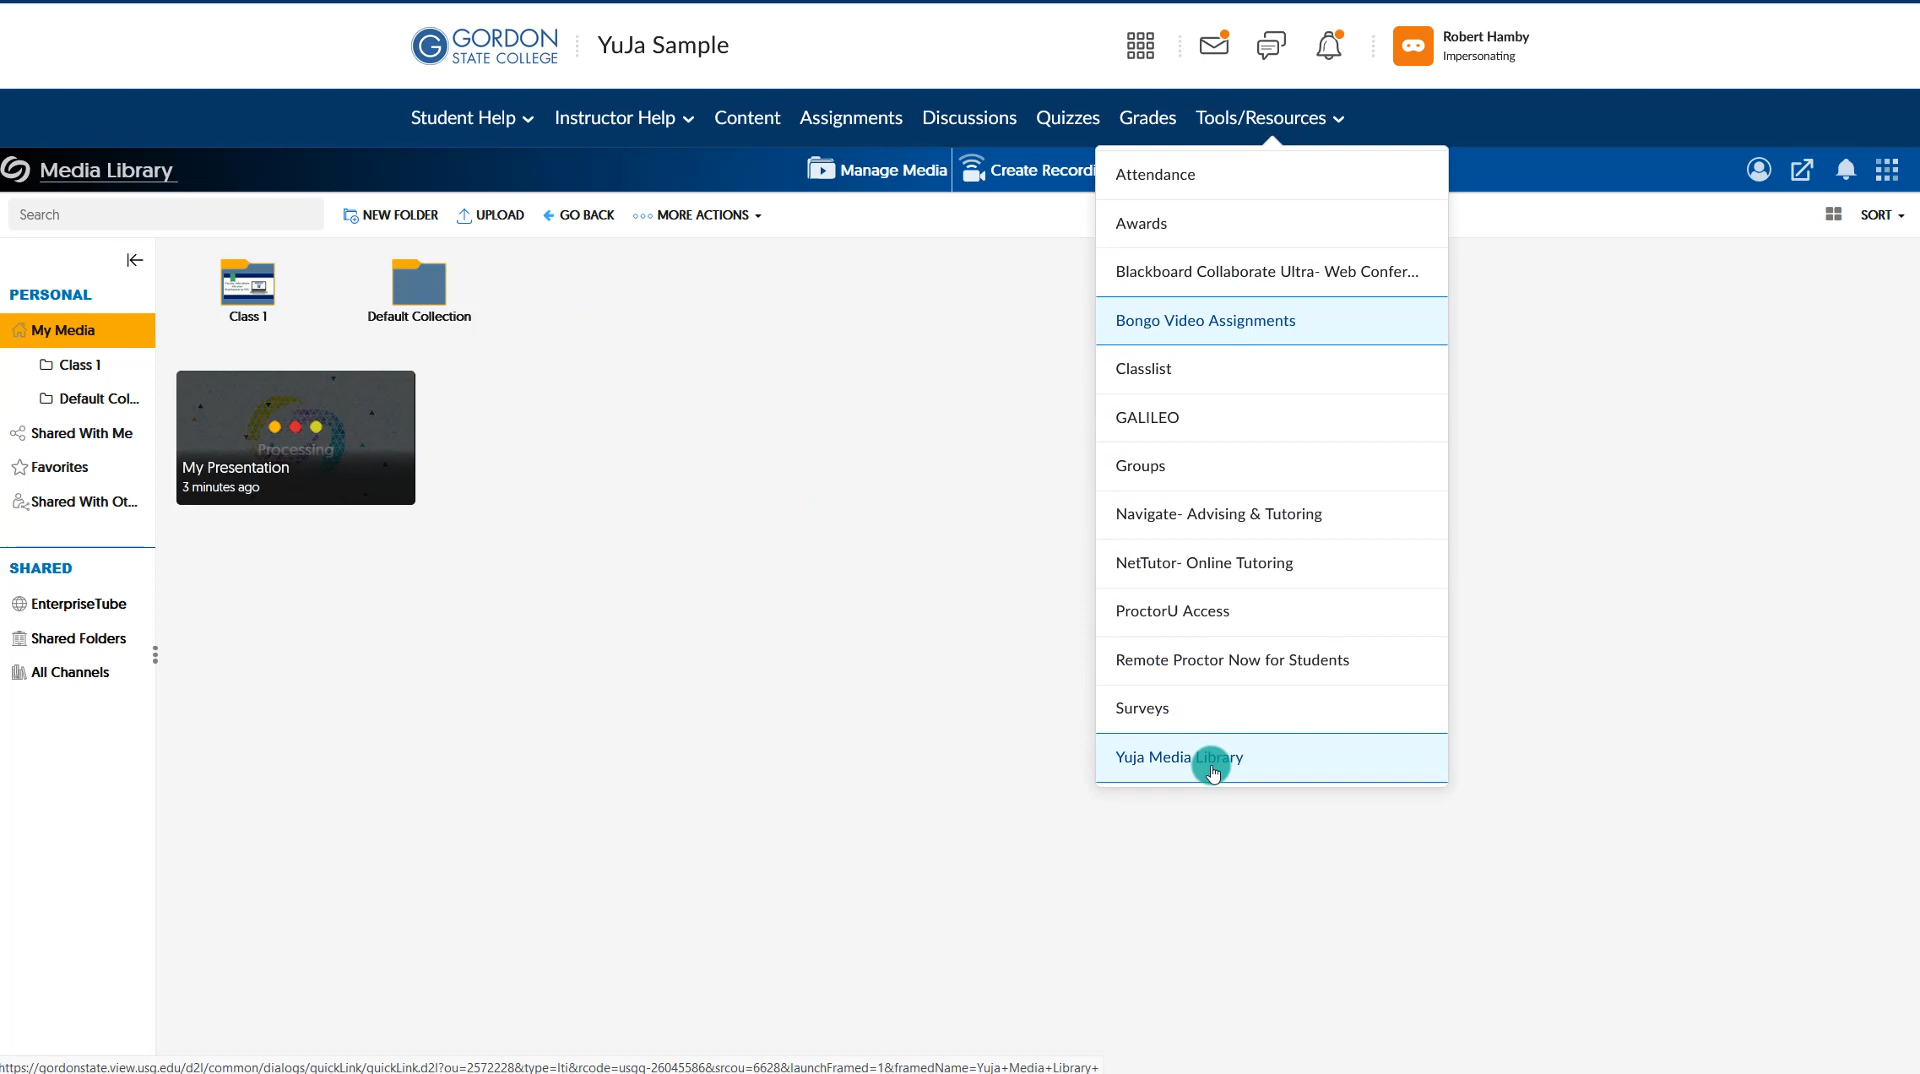 GORDON
STATE COLLEGE
YuJa Sample
Robert Hamby
Impersonating
Student Help
Instructor Help
Content
Assignments
Discussions
Quizzes
Grades
Tools/Resources
Media Library
Manage Media
Create Recordi
Search
NEW FOLDER
UPLOAD
GO BACK
MORE ACTIONS
SORT
PERSONAL
My Media
Class 1
Default Col...
Shared With Me
Favorites
Shared With Ot...
SHARED
EnterpriseTube
Shared Folders
All Channels
Class 1
Default Collection
Processing
My Presentation
3 minutes ago
Attendance
Awards
Blackboard Collaborate Ultra- Web Confer...
Bongo Video Assignments
Classlist
GALILEO
Groups
Navigate- Advising & Tutoring
NetTutor- Online Tutoring
ProctorU Access
Remote Proctor Now for Students
Surveys
Yuja Media Library
https://gordonstate.view.usg.edu/d2l/common/dialogs/quickLink/quickLink.d2l?ou=2572228&type=lti&rcode=usgq-26045586&srcou=6628&launchFramed=1&framedName=Yuja+Media+Library+